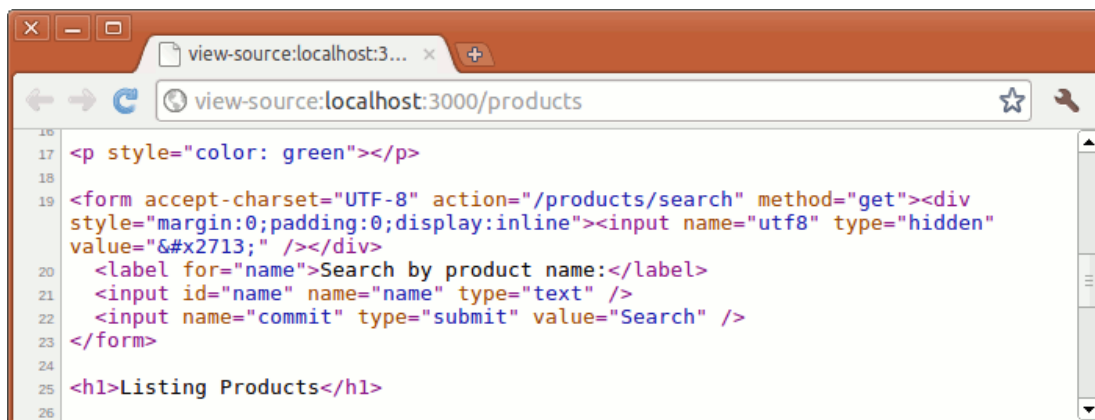 view-source:localhost:3...
view-source:localhost:3000/products
16
17 <p style="color: green"></p>
18
19 <form accept-charset="UTF-8" action="/products/search" method="get"><div
style="margin:0;padding:0;display:inline"><input name="utf8" type="hidden"
value="&#x2713;" /></div>
20   <label for="name">Search by product name:</label>
21   <input id="name" name="name" type="text" />
22   <input name="commit" type="submit" value="Search" />
23 </form>
24
25 <h1>Listing Products</h1>
26